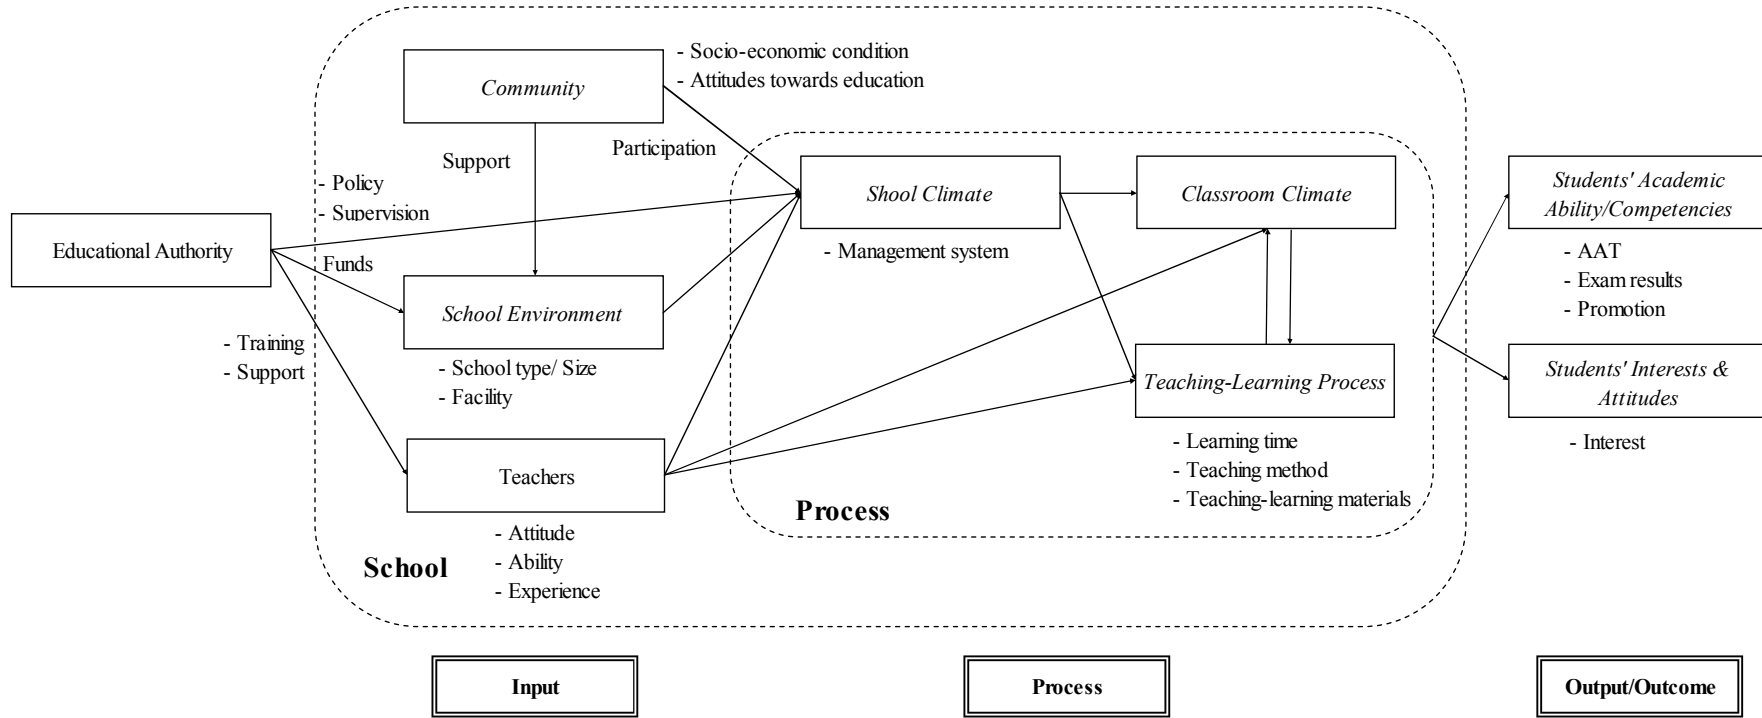 - Socio-economic condition
- Attitudes towards education
Community
Support
Participation
- Policy
- Supervision
Educational Authority
Funds
School Environment
- School type/ Size
- Facility
- Training
- Support
Teachers
- Attitude
- Ability
- Experience
School
Shool Climate
- Management system
Classroom Climate
Teaching-Learning Process
- Learning time
- Teaching method
- Teaching-learning materials
Process
Students' Academic
Ability/Competencies
- AAT
- Exam results
- Promotion
Students' Interests &
Attitudes
- Interest
Input
Process
Output/Outcome